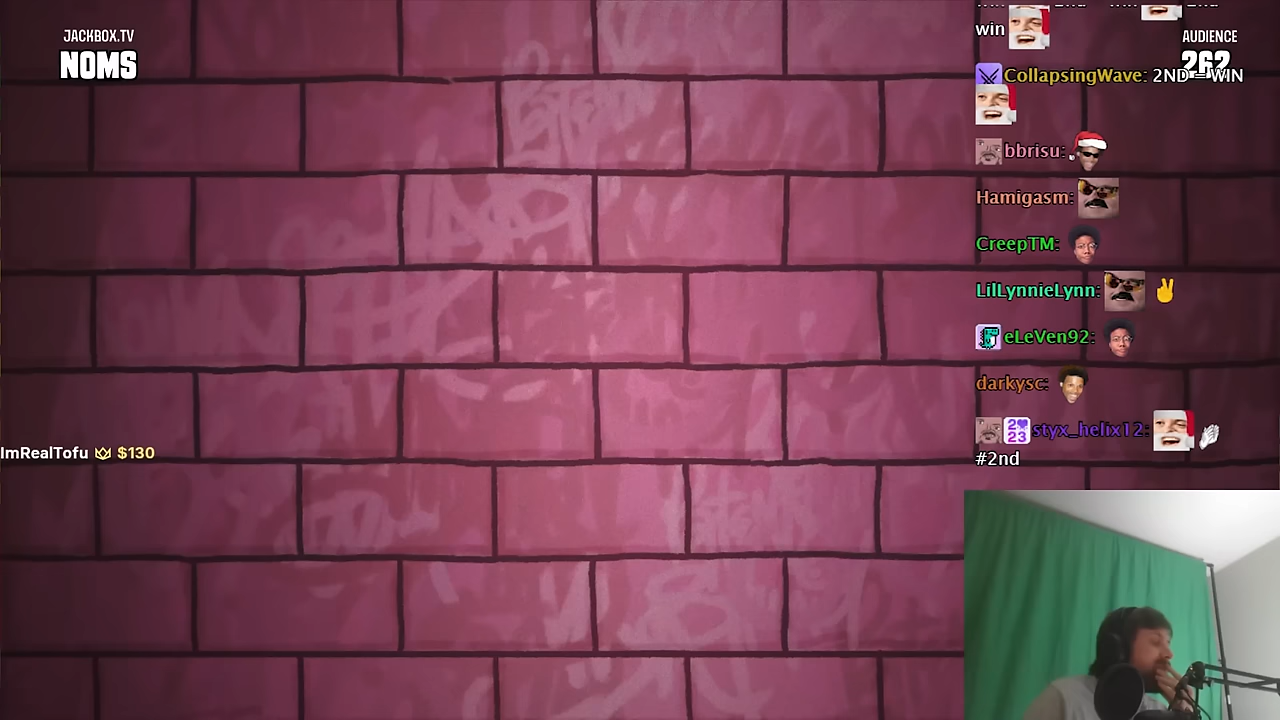 JACKBOX.TV
NOMS
AUDIENCE
262
win
CollapsingWave: 2ND = WIN
bbrisu:
Hamigasm:
CreepTM:
LilLynnieLynn:
eLeVen92:
darkysc:
styx_helix12:
#2nd
ImRealTofu $130